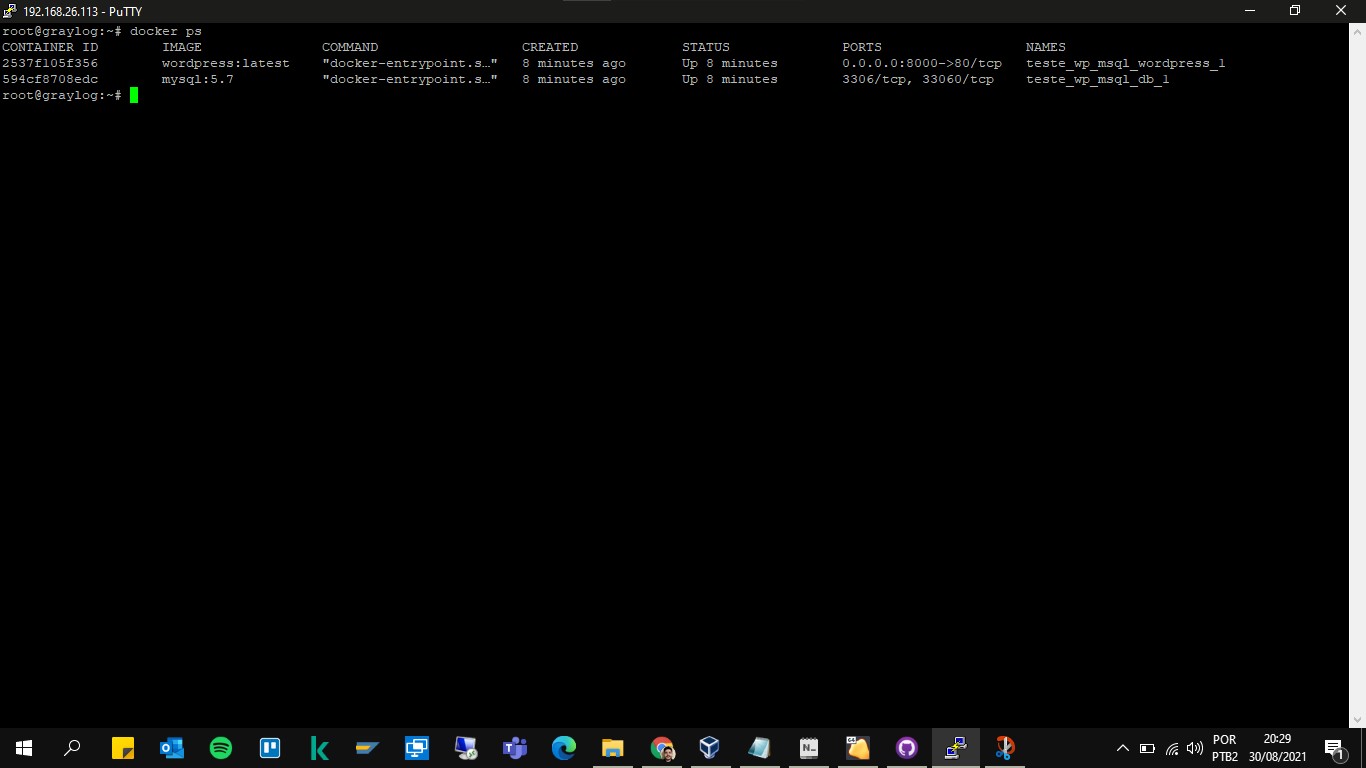 192.168.26.113 - PuTTY
root@graylog:~# docker ps
CONTAINER ID        IMAGE               COMMAND                  CREATED             STATUS              PORTS                  NAMES
2537f105f356        wordpress:latest    "docker-entrypoint.s…"   8 minutes ago       Up 8 minutes        0.0.0.0:8000->80/tcp   teste_wp_msql_wordpress_1
594cf8708edc        mysql:5.7           "docker-entrypoint.s…"   8 minutes ago       Up 8 minutes        3306/tcp, 33060/tcp    teste_wp_msql_db_1
root@graylog:~#
POR 20:29
PTB2 30/08/2021